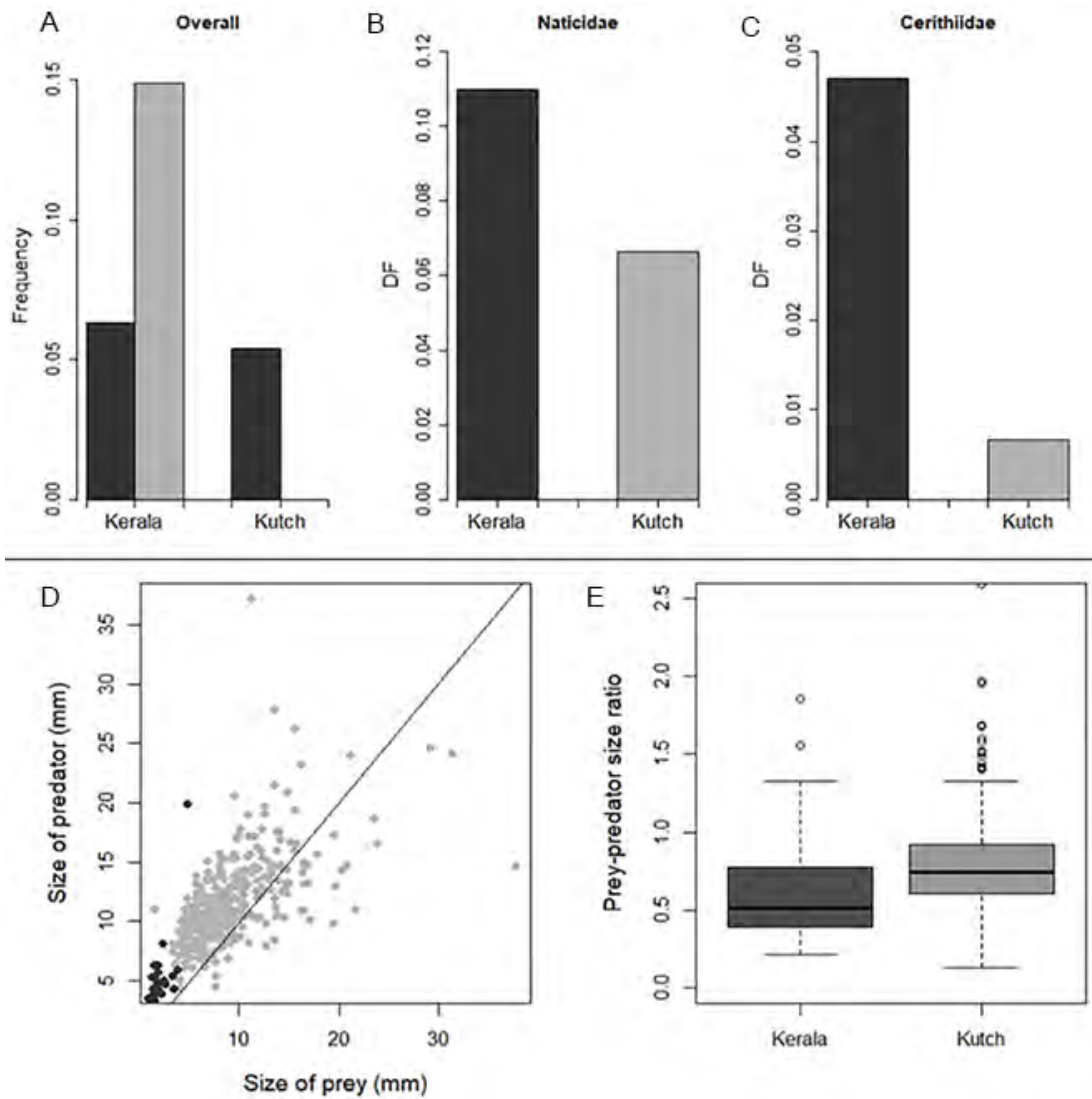 A
Overall
Frequency
0.15
0.10
0.05
0.00
Kerala
Kutch
B
Naticidae
DF
0.12
0.10
0.08
0.06
0.04
0.02
0.00
Kerala
Kutch
C
Cerithiidae
DF
0.05
0.04
0.03
0.02
0.01
0.00
Kerala
Kutch
D
Size of predator (mm)
35
30
25
20
15
10
5
10
20
30
Size of prey (mm)
E
Prey-predator size ratio
2.5
2.0
1.5
1.0
0.5
0.0
Kerala
Kutch